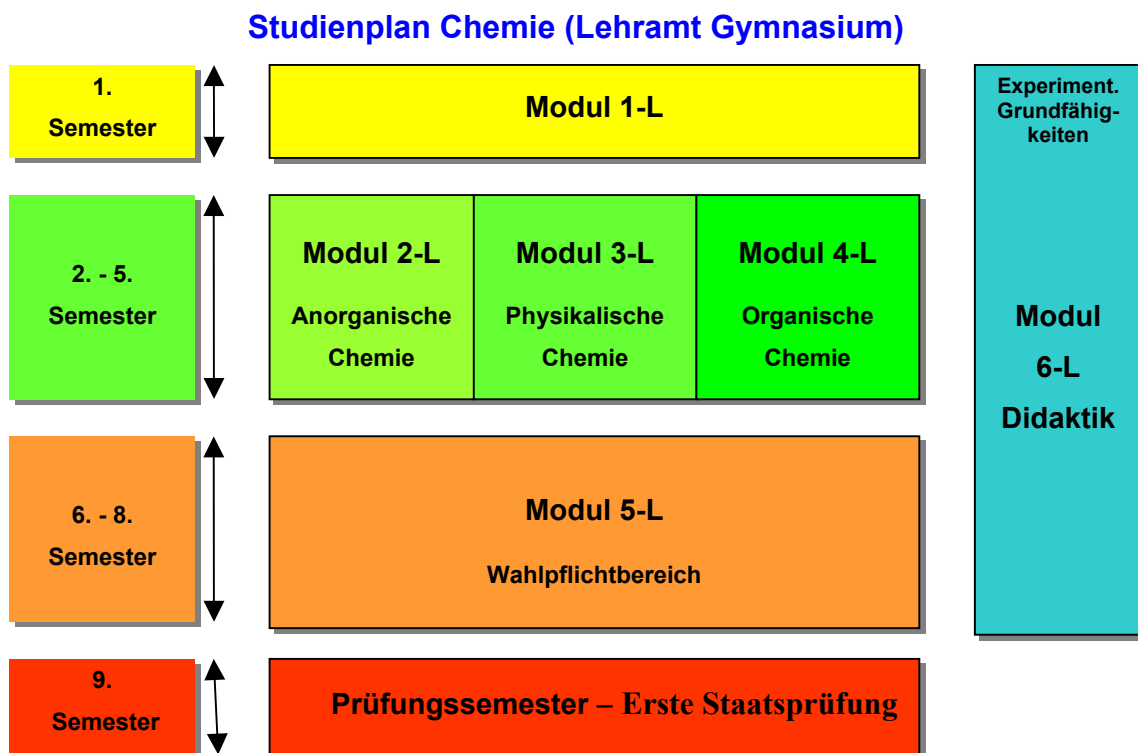 Studienplan Chemie (Lehramt Gymnasium)
1.
Semester
Modul 1-L
Experiment.
Grundfähig-
keiten
2. - 5.
Semester
Modul 2-L
Anorganische
Chemie
Modul 3-L
Physikalische
Chemie
Modul 4-L
Organische
Chemie
Modul
6-L
Didaktik
6. - 8.
Semester
Modul 5-L
Wahlpflichtbereich
9.
Semester
Prüfungssemester – Erste Staatsprüfung